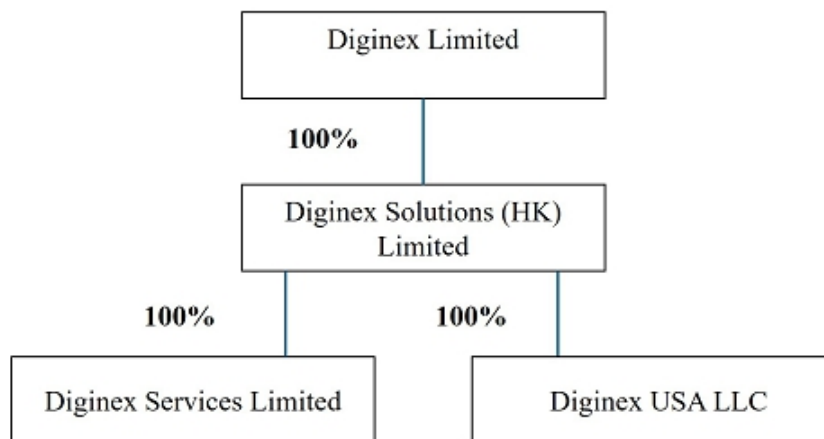 Diginex Limited
100%
Diginex Solutions (HK)
Limited
100%
100%
Diginex Services Limited
Diginex USA LLC